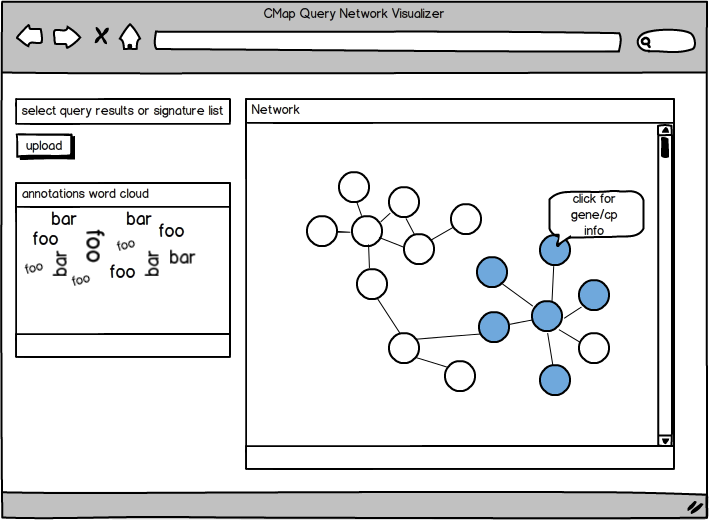 CMap Query Network Visualizer
select query results or signature list
upload
annotations word cloud
bar
bar
foo
foo
foo
foo
foo
bar
foo
foo
bar
bar
Network
click for
gene/cp
info